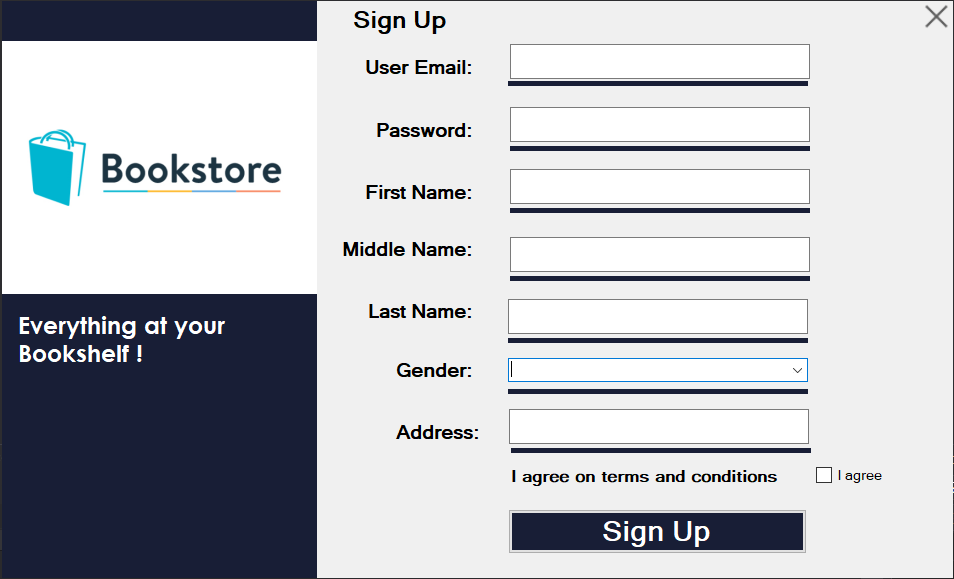 Bookstore
Everything at your
Bookshelf !
Sign Up
User Email:
Password:
First Name:
Middle Name:
Last Name:
Gender:
Address:
I agree on terms and conditions
I agree
Sign Up